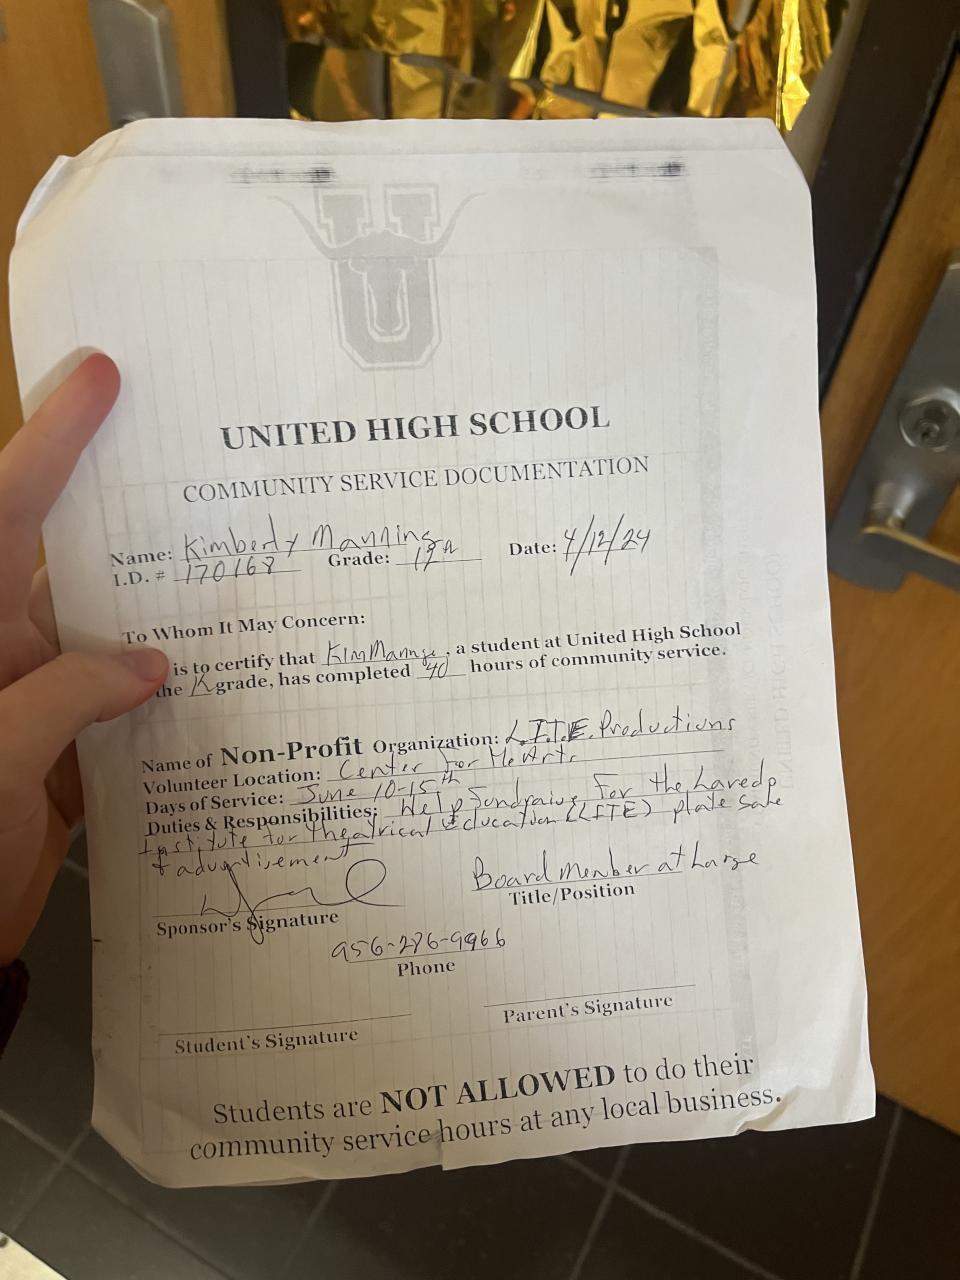 UNITED HIGH SCHOOL
COMMUNITY SERVICE DOCUMENTATION
Name: Kimberly Manning Date: 4/12/24
I.D. # 170168 Grade:
To Whom It May Concern:
is to certify that Kim Manning, a student at United High School
the grade, has completed 40 hours of community service.
Name of Non-Profit Organization: L.I.T.E. Productions
Volunteer Location: Center for the Arts
Days of Service: June 10-15th
Duties & Responsibilities: Help fundraising For the Laredo
Institute for theatrical Education (LITE) plate sale
& advertisement
Board Member at Large
Sponsor's Signature Title/Position
956-286-9966
Phone
Student's Signature Parent's Signature
Students are NOT ALLOWED to do their
community service hours at any local business.